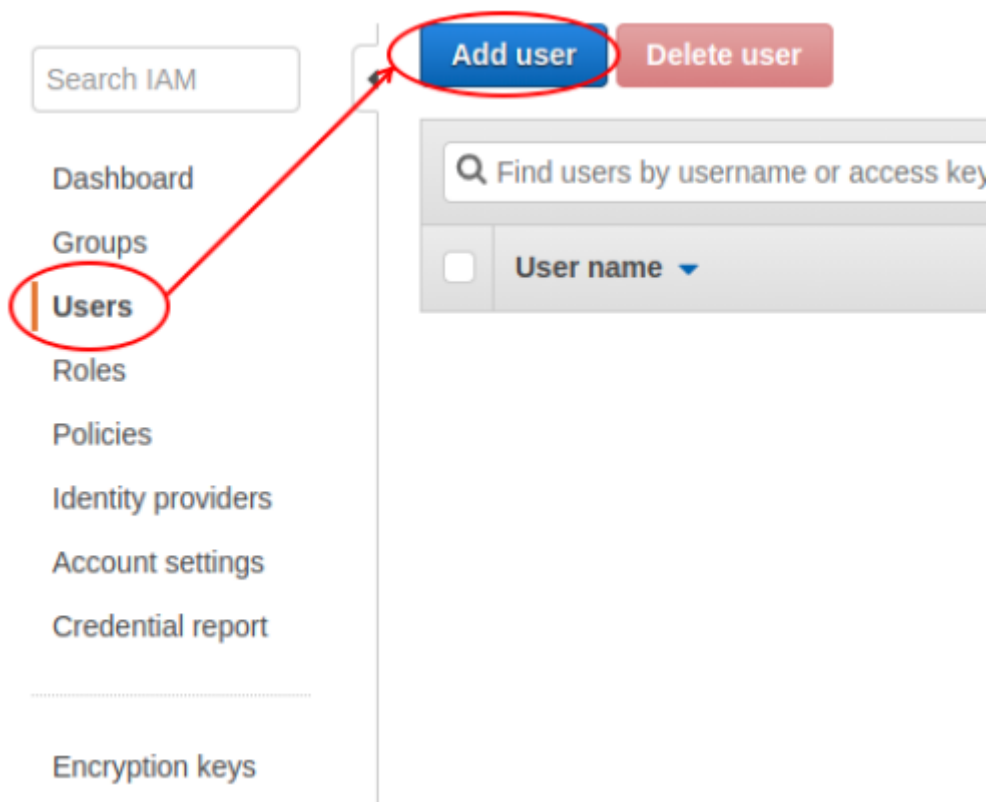 Search IAM
Dashboard
Groups
Users
Roles
Policies
Identity providers
Account settings
Credential report
Encryption keys
Add user
Delete user
Find users by username or access key
User name